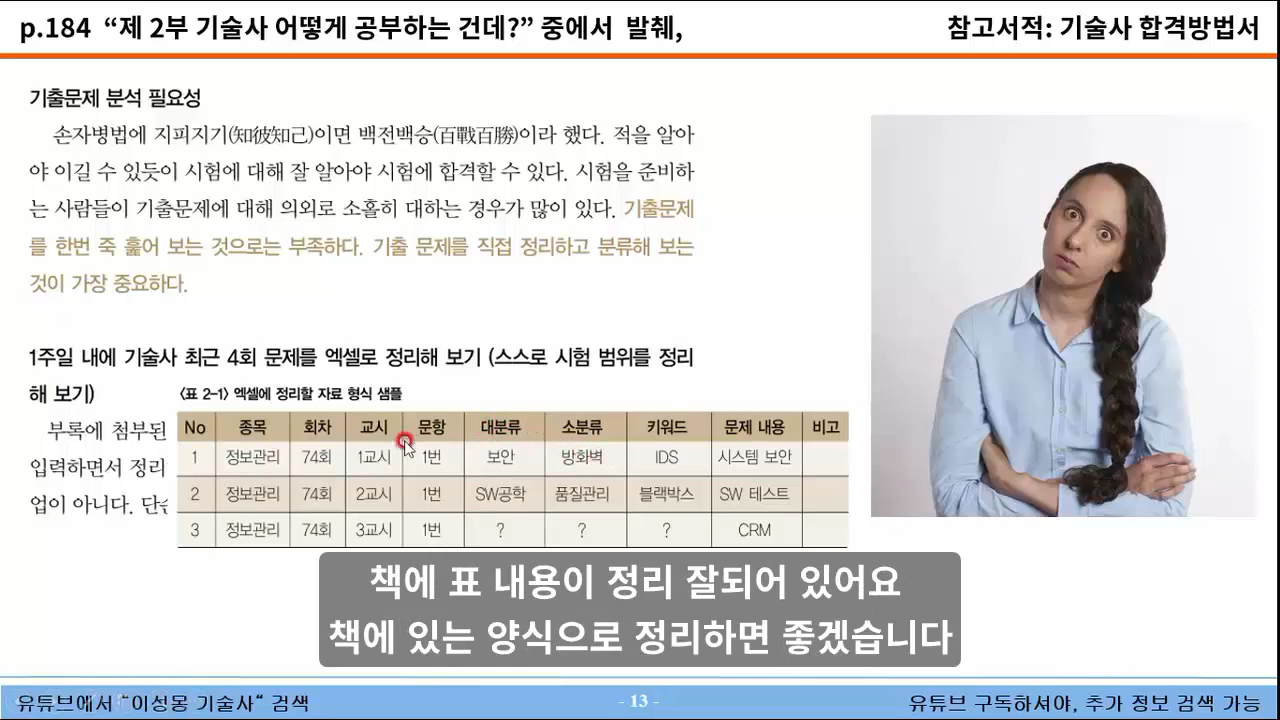 p.184 “제 2부 기술사 어떻게 공부하는 건데?” 중에서 발췌,
참고서적: 기술사 합격방법서
기출문제 분석 필요성
손자병법에 지피지기(知彼知己)이면 백전백승(百戰百勝)이라 했다. 적을 알아
야 이길 수 있듯이 시험에 대해 잘 알아야 시험에 합격할 수 있다. 시험을 준비하
는 사람들이 기출문제에 대해 의외로 소홀히 대하는 경우가 많이 있다. 기출문제
를 한번 죽 훑어 보는 것으로는 부족하다. 기출 문제를 직접 정리하고 분류해 보는
것이 가장 중요하다.
1주일 내에 기술사 최근 4회 문제를 엑셀로 정리해 보기 (스스로 시험 범위를 정리
해 보기)
〈표 2-1〉 엑셀에 정리할 자료 형식 샘플
부록에 첨부된
입력하면서 정리
업이 아니다. 단순
No 종목 회차 교시 문항 대분류 소분류 키워드 문제 내용 비고
1 정보관리 74회 1교시 1번 보안 방화벽 IDS 시스템 보안
2 정보관리 74회 2교시 1번 SW공학 품질관리 블랙박스 SW 테스트
3 정보관리 74회 3교시 1번 ? ? ? CRM
책에 표 내용이 정리 잘되어 있어요
책에 있는 양식으로 정리하면 좋겠습니다
유튜브에서 “이성몽 기술사“ 검색
- 13 -
유튜브 구독하셔야, 추가 정보 검색 가능